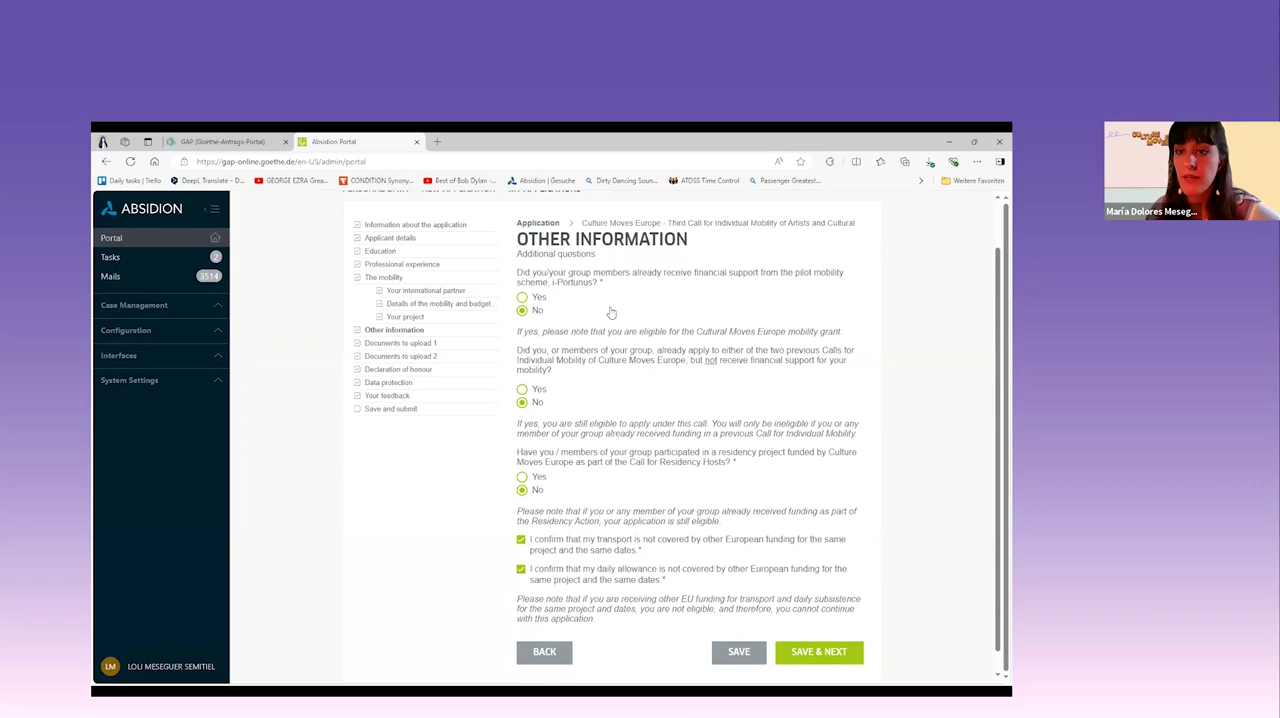 GAP (Goethe-Antrags-Portal)
Absidion Portal
https://gap-online.goethe.de/en-US/admin/portal
Daily tasks | Trello
DeepL Translate – D...
GEORGE EZRA Grea...
CONDITION Synony...
Best of Bob Dylan -...
Absidion | Gesuche
Dirty Dancing Soun...
ATOSS Time Control
Passenger Greatest...
Weitere Favoriten
ABSIDION
Portal
Tasks
2
Mails
3514
Case Management
Configuration
Interfaces
System Settings
LM
LOLI MESEGUER SEMITIEL
Information about the application
Applicant details
Education
Professional experience
The mobility
Your international partner
Details of the mobility and budget...
Your project
Other information
Documents to upload 1
Documents to upload 2
Declaration of honour
Data protection
Your feedback
Save and submit
Application
Culture Moves Europe - Third Call for Individual Mobility of Artists and Cultural
OTHER INFORMATION
Additional questions
Did you/your group members already receive financial support from the pilot mobility
scheme, i-Portunus? *
Yes
No
If yes, please note that you are eligible for the Cultural Moves Europe mobility grant.
Did you, or members of your group, already apply to either of the two previous Calls for
Individual Mobility of Culture Moves Europe, but not receive financial support for your
mobility?
Yes
No
If yes, you are still eligible to apply under this call. You will only be ineligible if you or any
member of your group already received funding in a previous Call for Individual Mobility.
Have you / members of your group participated in a residency project funded by Culture
Moves Europe as part of the Call for Residency Hosts? *
Yes
No
Please note that if you or any member of your group already received funding as part of
the Residency Action, your application is still eligible.
I confirm that my transport is not covered by other European funding for the same
project and the same dates.*
I confirm that my daily allowance is not covered by other European funding for the
same project and the same dates.*
Please note that if you are receiving other EU funding for transport and daily subsistence
for the same project and dates, you are not eligible, and therefore, you cannot continue
with this application.
BACK
SAVE
SAVE & NEXT
María Dolores Meseg...